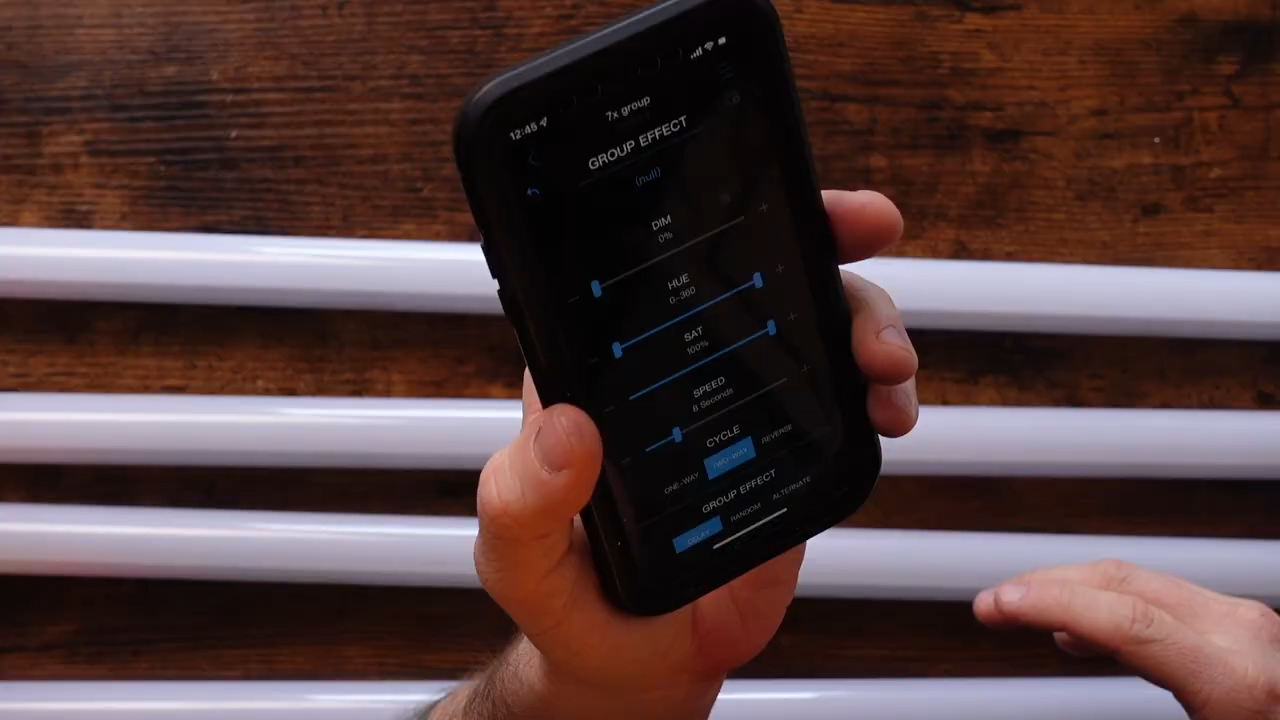 12:45
7x group
GROUP EFFECT
(null)
DIM
0%
HUE
0-360
SAT
100%
SPEED
8 Seconds
CYCLE
ONE-WAY TWO-WAY REVERSE
GROUP EFFECT
DELAY RANDOM ALTERNATE